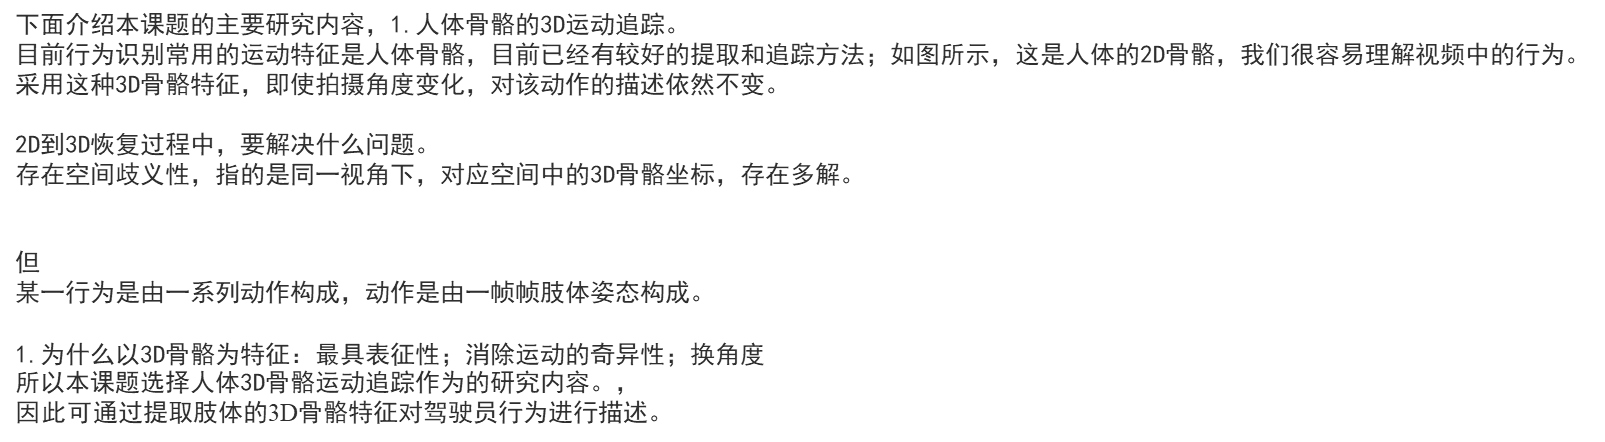 下面介绍本课题的主要研究内容，1.人体骨骼的3D运动追踪。
目前行为识别常用的运动特征是人体骨骼，目前已经有较好的提取和追踪方法；如图所示，这是人体的2D骨骼，我们很容易理解视频中的行为。
采用这种3D骨骼特征，即使拍摄角度变化，对该动作的描述依然不变。
2D到3D恢复过程中，要解决什么问题。
存在空间歧义性，指的是同一视角下，对应空间中的3D骨骼坐标，存在多解。
但
某一行为是由一系列动作构成，动作是由一帧帧肢体姿态构成。
1.为什么以3D骨骼为特征：最具表征性；消除运动的奇异性；换角度
所以本课题选择人体3D骨骼运动追踪作为的研究内容。，
因此可通过提取肢体的3D骨骼特征对驾驶员行为进行描述。